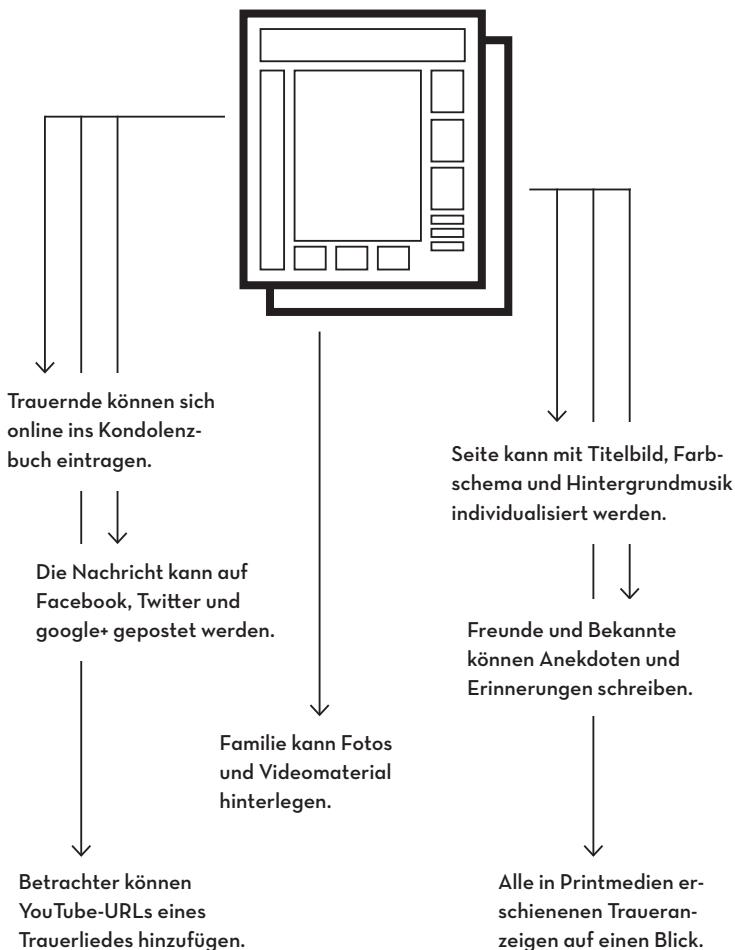 Trauernde können sich
online ins Kondolenz-
buch eintragen.
Die Nachricht kann auf
Facebook, Twitter und
google+ gepostet werden.
Betrachter können
YouTube-URLs eines
Trauerliedes hinzufügen.
Familie kann Fotos
und Videomaterial
hinterlegen.
Seite kann mit Titelbild, Farb-
schema und Hintergrundmusik
individualisiert werden.
Freunde und Bekannte
können Anekdoten und
Erinnerungen schreiben.
Alle in Printmedien er-
schienenen Traueran-
zeigen auf einen Blick.